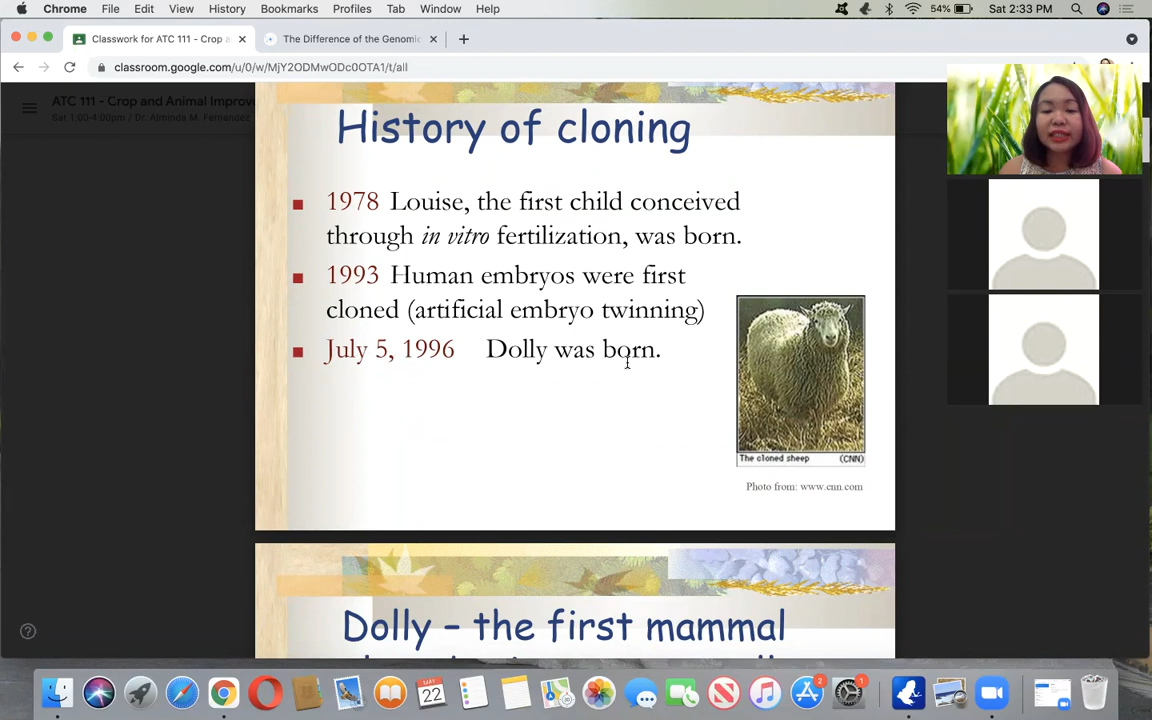 Chrome File Edit View History Bookmarks Profiles Tab Window Help
54% Sat 2:33 PM
Classwork for ATC 111 - Crop a
The Difference of the Genomic
classroom.google.com/u/0/w/MjY2ODMwODc0OTA1/t/all
ATC 111 - Crop and Animal Improv
Sat 1:00-4:00pm / Dr. Alminda M. Fernandez
History of cloning
1978 Louise, the first child conceived
through in vitro fertilization, was born.
1993 Human embryos were first
cloned (artificial embryo twinning)
July 5, 1996 Dolly was born.
The cloned sheep (CNN)
Photo from: www.cnn.com
Dolly – the first mammal
MAY
22
2
1